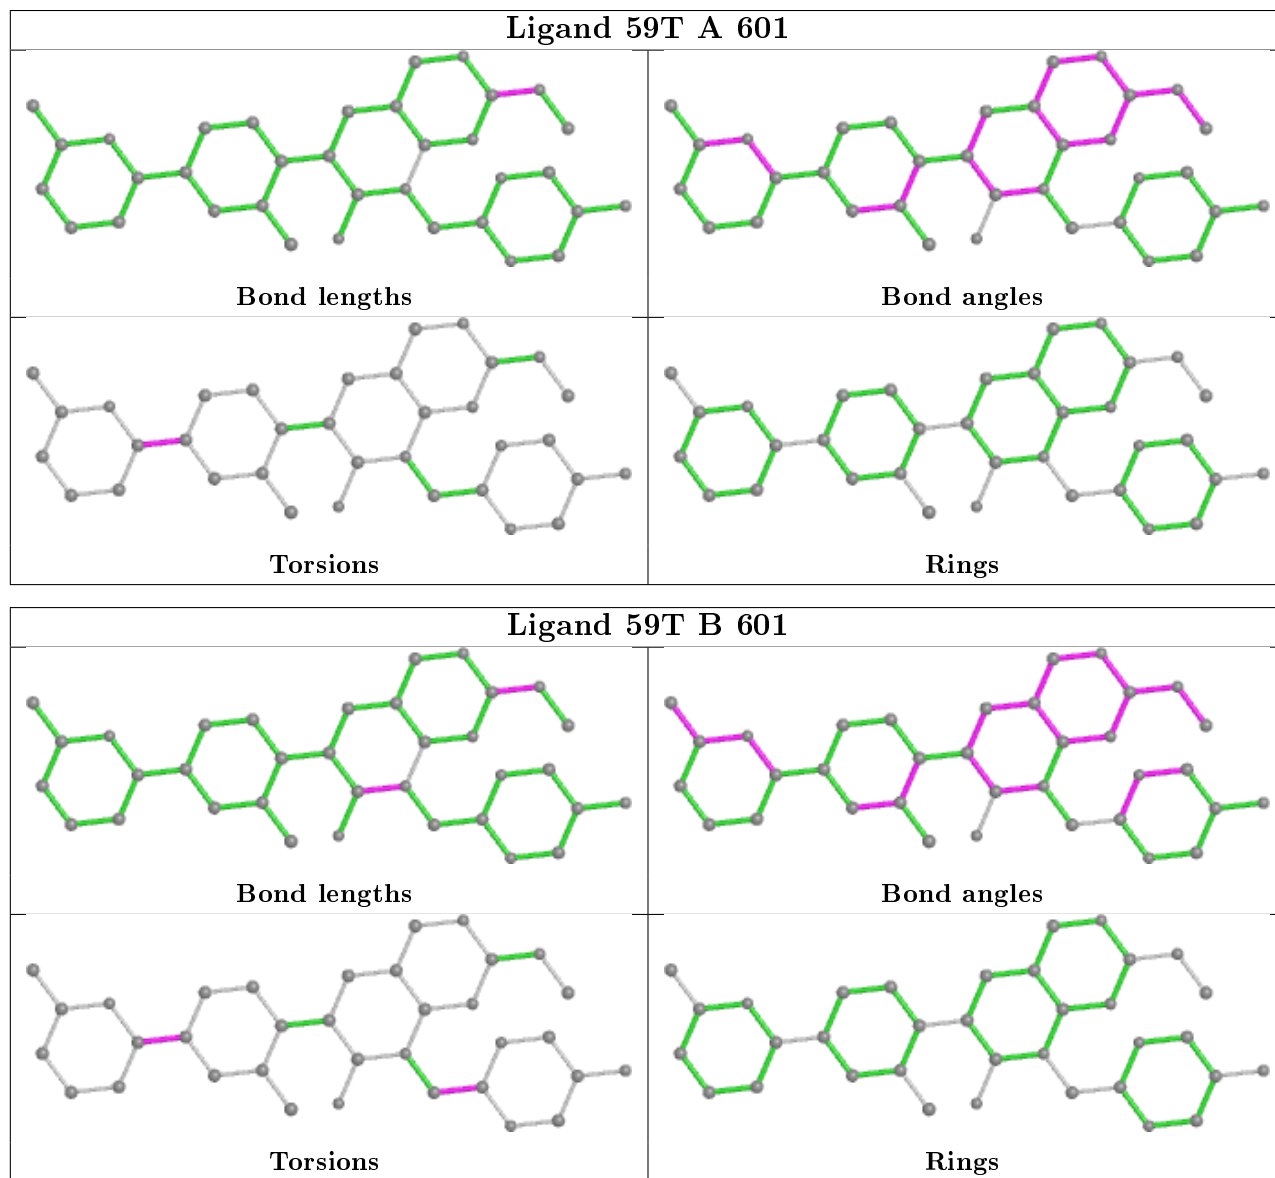 Ligand 59T A 601
Bond lengths
Bond angles
Torsions
Rings
Ligand 59T B 601
Bond lengths
Bond angles
Torsions
Rings